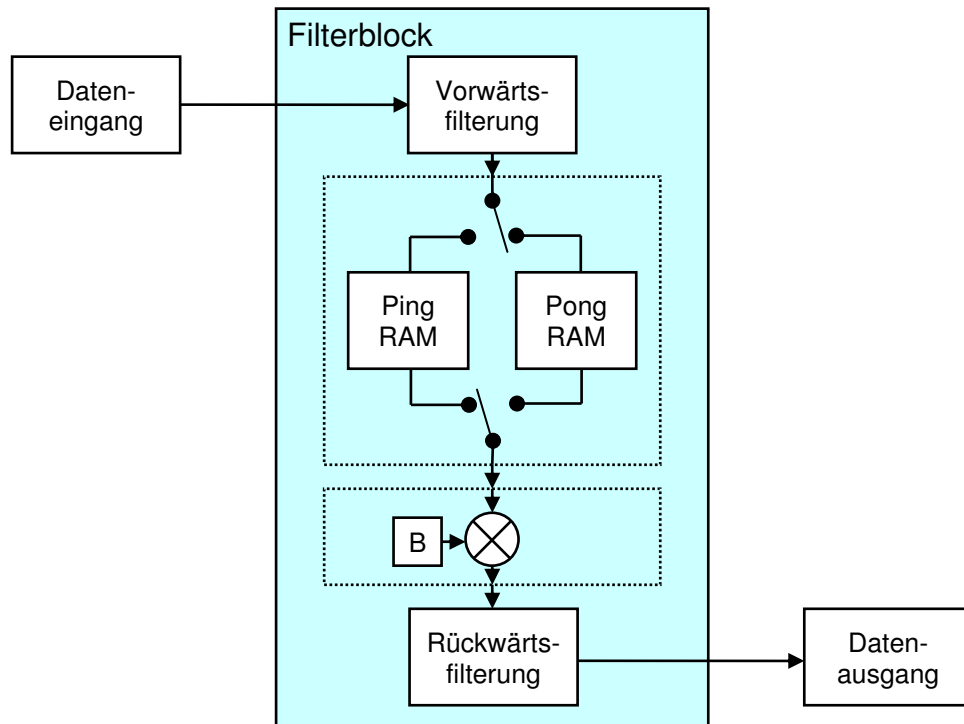 Filterblock
Daten-
eingang
Vorwärts-
filterung
Ping
RAM
Pong
RAM
B
Rückwärts-
filterung
Daten-
ausgang